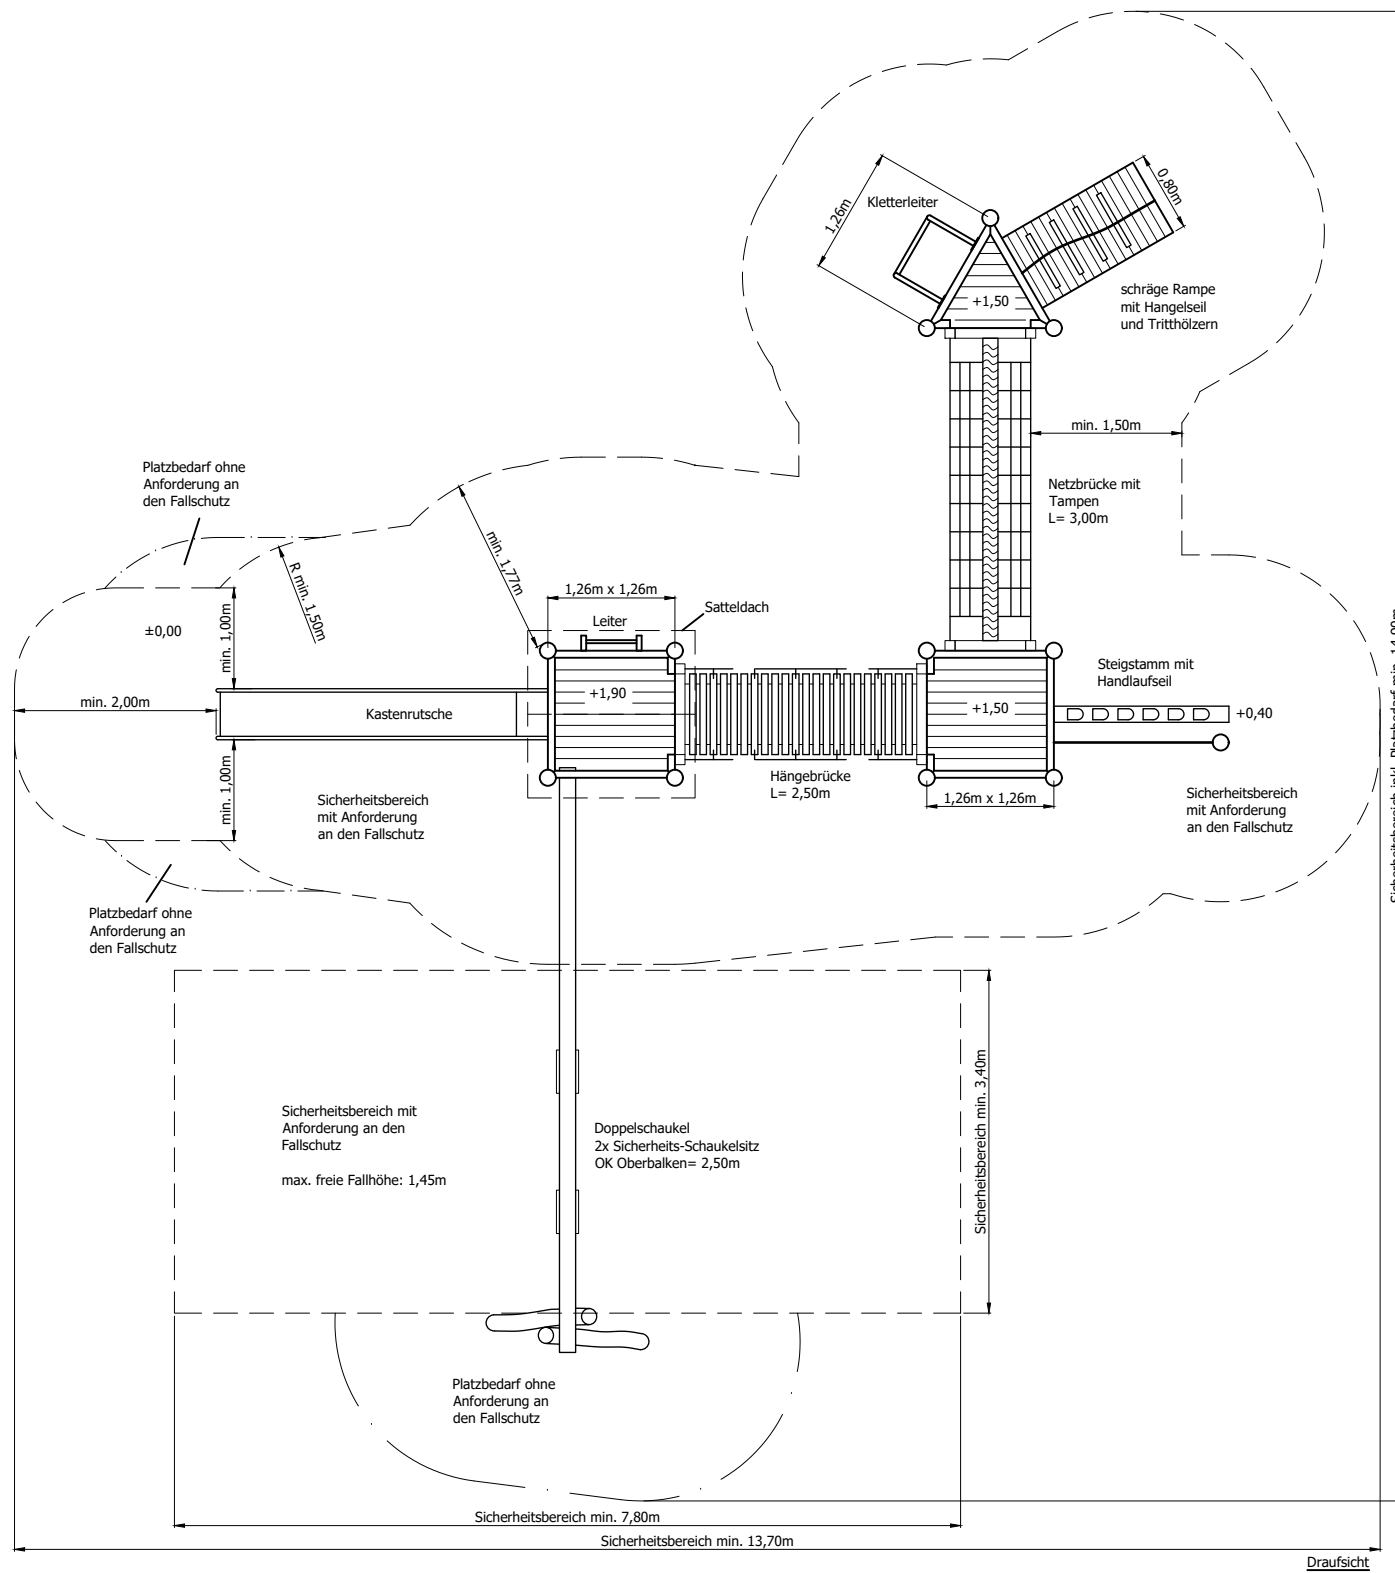 Kletterleiter
1,26m
0,80m
+1,50
schräge Rampe
mit Hangelseil
und Tritthölzern
min. 1,50m
Platzbedarf ohne
Anforderung an
den Fallschutz
Netzbrücke mit
Tampen
L= 3,00m
min. 1,77m
R min. 1,50m
1,26m x 1,26m
Satteldach
Leiter
±0,00
min. 1,00m
min. 2,00m
Kastenrutsche
+1,90
+1,50
Steigstamm mit
Handlaufseil
+0,40
Hängebrücke
L= 2,50m
1,26m x 1,26m
min. 1,00m
Sicherheitsbereich
mit Anforderung
an den Fallschutz
Sicherheitsbereich
mit Anforderung
an den Fallschutz
Sicherheitsbereich inkl. Platzbedarf min. 14,90m
Platzbedarf ohne
Anforderung an
den Fallschutz
Sicherheitsbereich min. 3,40m
Sicherheitsbereich mit
Anforderung an den
Fallschutz
max. freie Fallhöhe: 1,45m
Doppelschaukel
2x Sicherheits-Schaukelsitz
OK Oberbalken= 2,50m
Platzbedarf ohne
Anforderung an
den Fallschutz
Sicherheitsbereich min. 7,80m
Sicherheitsbereich min. 13,70m
Draufsicht